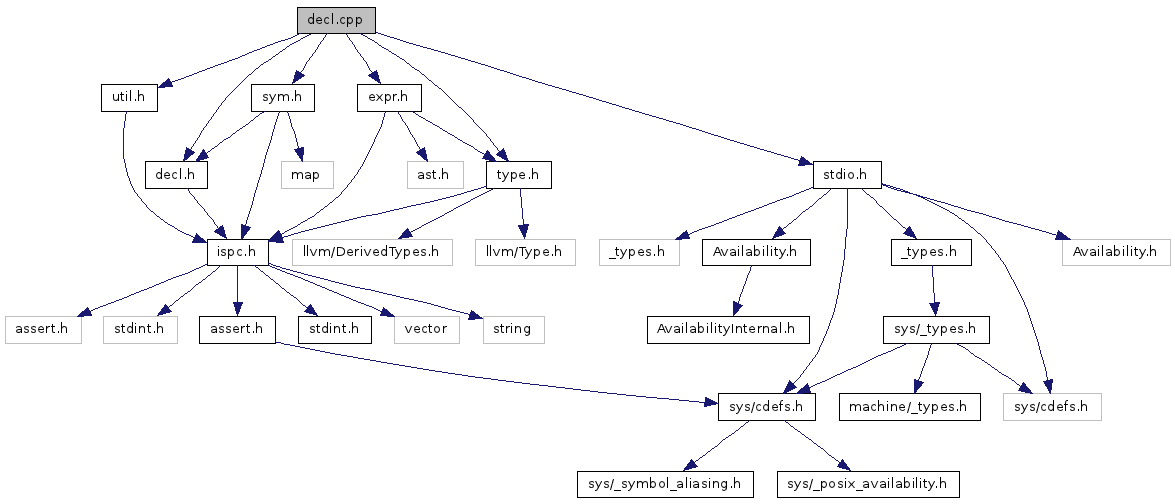 decl.cpp
util.h
sym.h
expr.h
decl.h
map
ast.h
type.h
stdio.h
ispc.h
llvm/DerivedTypes.h
llvm/Type.h
_types.h
Availability.h
_types.h
Availability.h
assert.h
stdint.h
assert.h
stdint.h
vector
string
AvailabilityInternal.h
sys/_types.h
sys/cdefs.h
machine/_types.h
sys/cdefs.h
sys/_symbol_aliasing.h
sys/_posix_availability.h